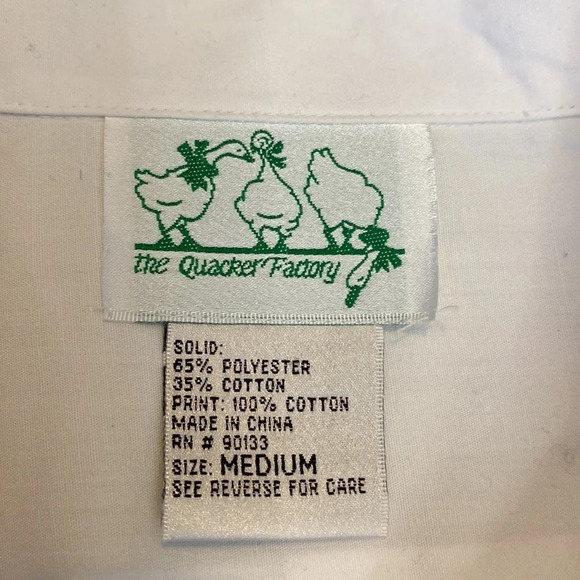 the Quacker Factory
SOLID:
65% POLYESTER
35% COTTON
PRINT: 100% COTTON
MADE IN CHINA
RN # 90133
SIZE: MEDIUM
SEE REVERSE FOR CARE